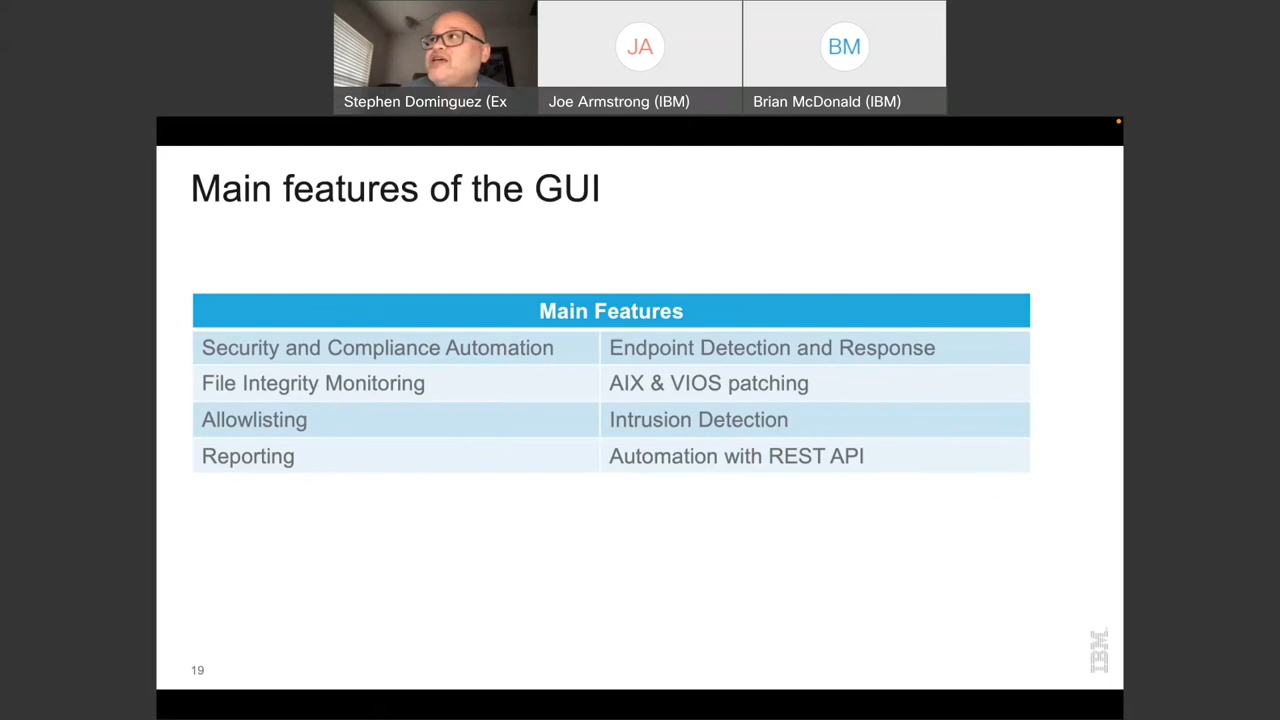 JA
BM
Stephen Dominguez (Ex
Joe Armstrong (IBM)
Brian McDonald (IBM)
Main features of the GUI
Main Features
Security and Compliance Automation
Endpoint Detection and Response
File Integrity Monitoring
AIX & VIOS patching
Allowlisting
Intrusion Detection
Reporting
Automation with REST API
19
IBM